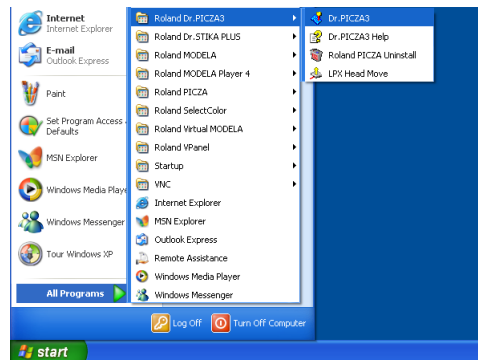 Internet
Internet Explorer
E-mail
Outlook Express
Paint
Set Program Access
Defaults
MSN Explorer
Windows Media Playe
Windows Messenger
Tour Windows XP
All Programs
Roland Dr.PICZA3
Roland Dr.STIKA PLUS
Roland MODELA
Roland MODELA Player 4
Roland PICZA
Roland SelectColor
Roland Virtual MODELA
Roland VPanel
Startup
VNC
Internet Explorer
MSN Explorer
Outlook Express
Remote Assistance
Windows Media Player
Windows Messenger
Dr.PICZA3
Dr.PICZA3 Help
Roland PICZA Uninstall
LPX Head Move
Log Off
Turn Off Computer
start